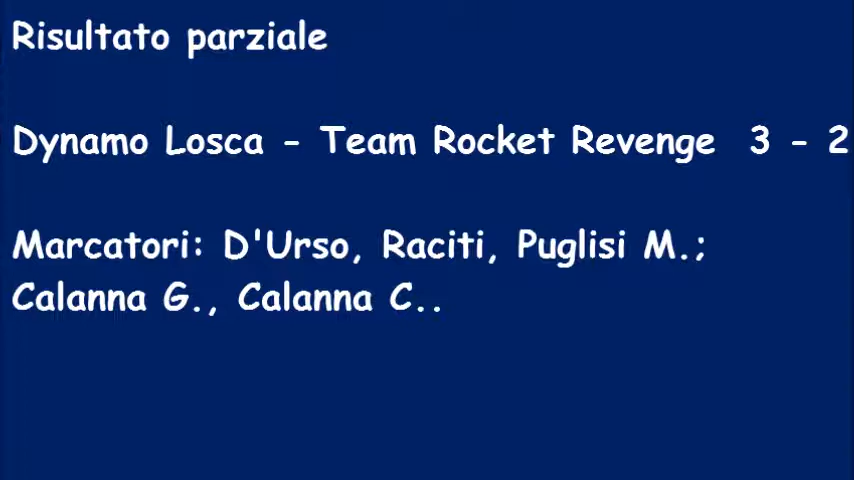 Risultato parziale
Dynamo Losca - Team Rocket Revenge 3 - 2
Marcatori: D'Urso, Raciti, Puglisi M.;
Calanna G., Calanna C..